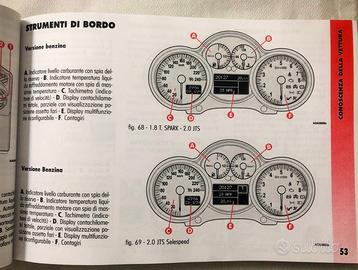 STRUMENTI DI BORDO
Versione benzina
A. Indicatore livello carburante con spia della riserva - B. Indicatore temperatura liquido raffreddamento motore con spia di massima temperatura - C. Tachimetro (indicatore di velocità) - D. Display contachilometri totale, parziale con visualizzazione posizione assetto fari - E. Display multifunzione riconfigurabile - F. Contagiri
A
B
C
D
E
F
fig. 68 - 1.8 T. SPARK - 2.0 JTS
Versione Benzina
A. Indicatore livello carburante con spia della riserva - B. Indicatore temperatura liquido raffreddamento motore con spia di massima temperatura - C. Tachimetro (indicatore di velocità) - D. Display contachilometri totale, parziale con visualizzazione posizione assetto fari - E. Display multifunzione riconfigurabile - F. Contagiri
A
B
C
D
E
F
fig. 69 - 2.0 JTS Selespeed
CONOSCENZA DELLA VETTURA
53
subito